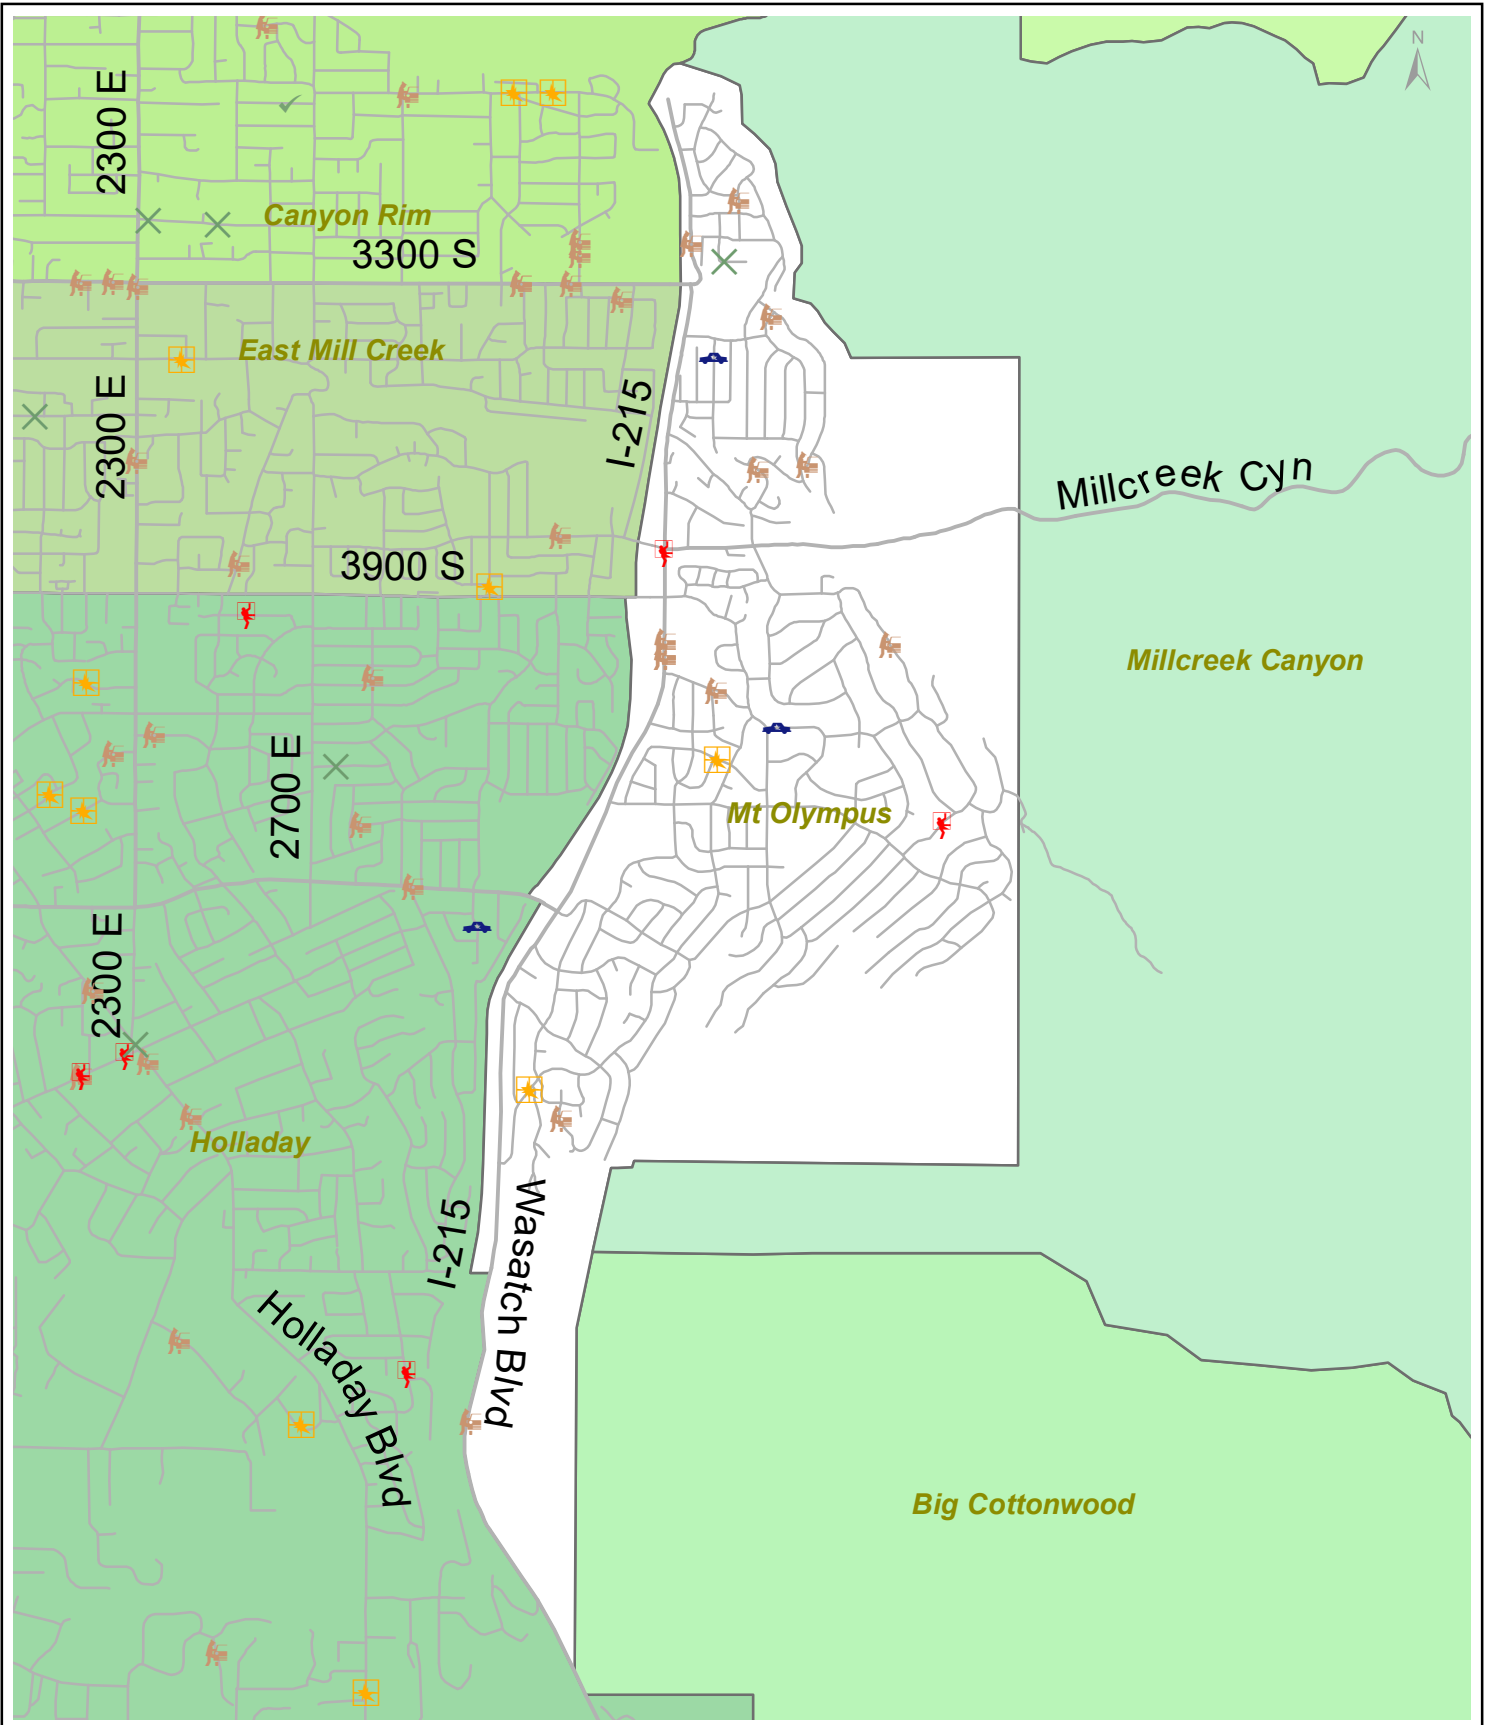 N
2300 E
Canyon Rim
3300 S
East Mill Creek
2300 E
I-215
Millcreek Cyn
3900 S
Millcreek Canyon
2700 E
Mt Olympus
2300 E
Holladay
I-215
Wasatch Blvd
Holladay Blvd
Big Cottonwood